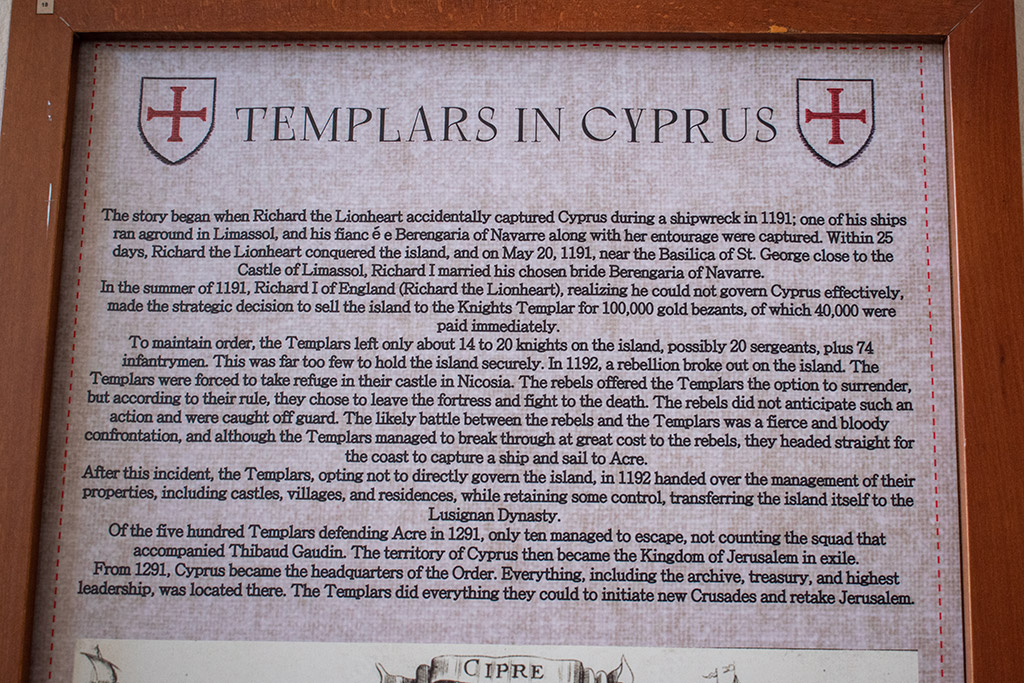 18
TEMPLARS IN CYPRUS
The story began when Richard the Lionheart accidentally captured Cyprus during a shipwreck in 1191; one of his ships
ran aground in Limassol, and his fianc é e Berengaria of Navarre along with her entourage were captured. Within 25
days, Richard the Lionheart conquered the island, and on May 20, 1191, near the Basilica of St. George close to the
Castle of Limassol, Richard I married his chosen bride Berengaria of Navarre.
In the summer of 1191, Richard I of England (Richard the Lionheart), realizing he could not govern Cyprus effectively,
made the strategic decision to sell the island to the Knights Templar for 100,000 gold bezants, of which 40,000 were
paid immediately.
To maintain order, the Templars left only about 14 to 20 knights on the island, possibly 20 sergeants, plus 74
infantrymen. This was far too few to hold the island securely. In 1192, a rebellion broke out on the island. The
Templars were forced to take refuge in their castle in Nicosia. The rebels offered the Templars the option to surrender,
but according to their rule, they chose to leave the fortress and fight to the death. The rebels did not anticipate such an
action and were caught off guard. The likely battle between the rebels and the Templars was a fierce and bloody
confrontation, and although the Templars managed to break through at great cost to the rebels, they headed straight for
the coast to capture a ship and sail to Acre.
After this incident, the Templars, opting not to directly govern the island, in 1192 handed over the management of their
properties, including castles, villages, and residences, while retaining some control, transferring the island itself to the
Lusignan Dynasty.
Of the five hundred Templars defending Acre in 1291, only ten managed to escape, not counting the squad that
accompanied Thibaud Gaudin. The territory of Cyprus then became the Kingdom of Jerusalem in exile.
From 1291, Cyprus became the headquarters of the Order. Everything, including the archive, treasury, and highest
leadership, was located there. The Templars did everything they could to initiate new Crusades and retake Jerusalem.
CIPRE